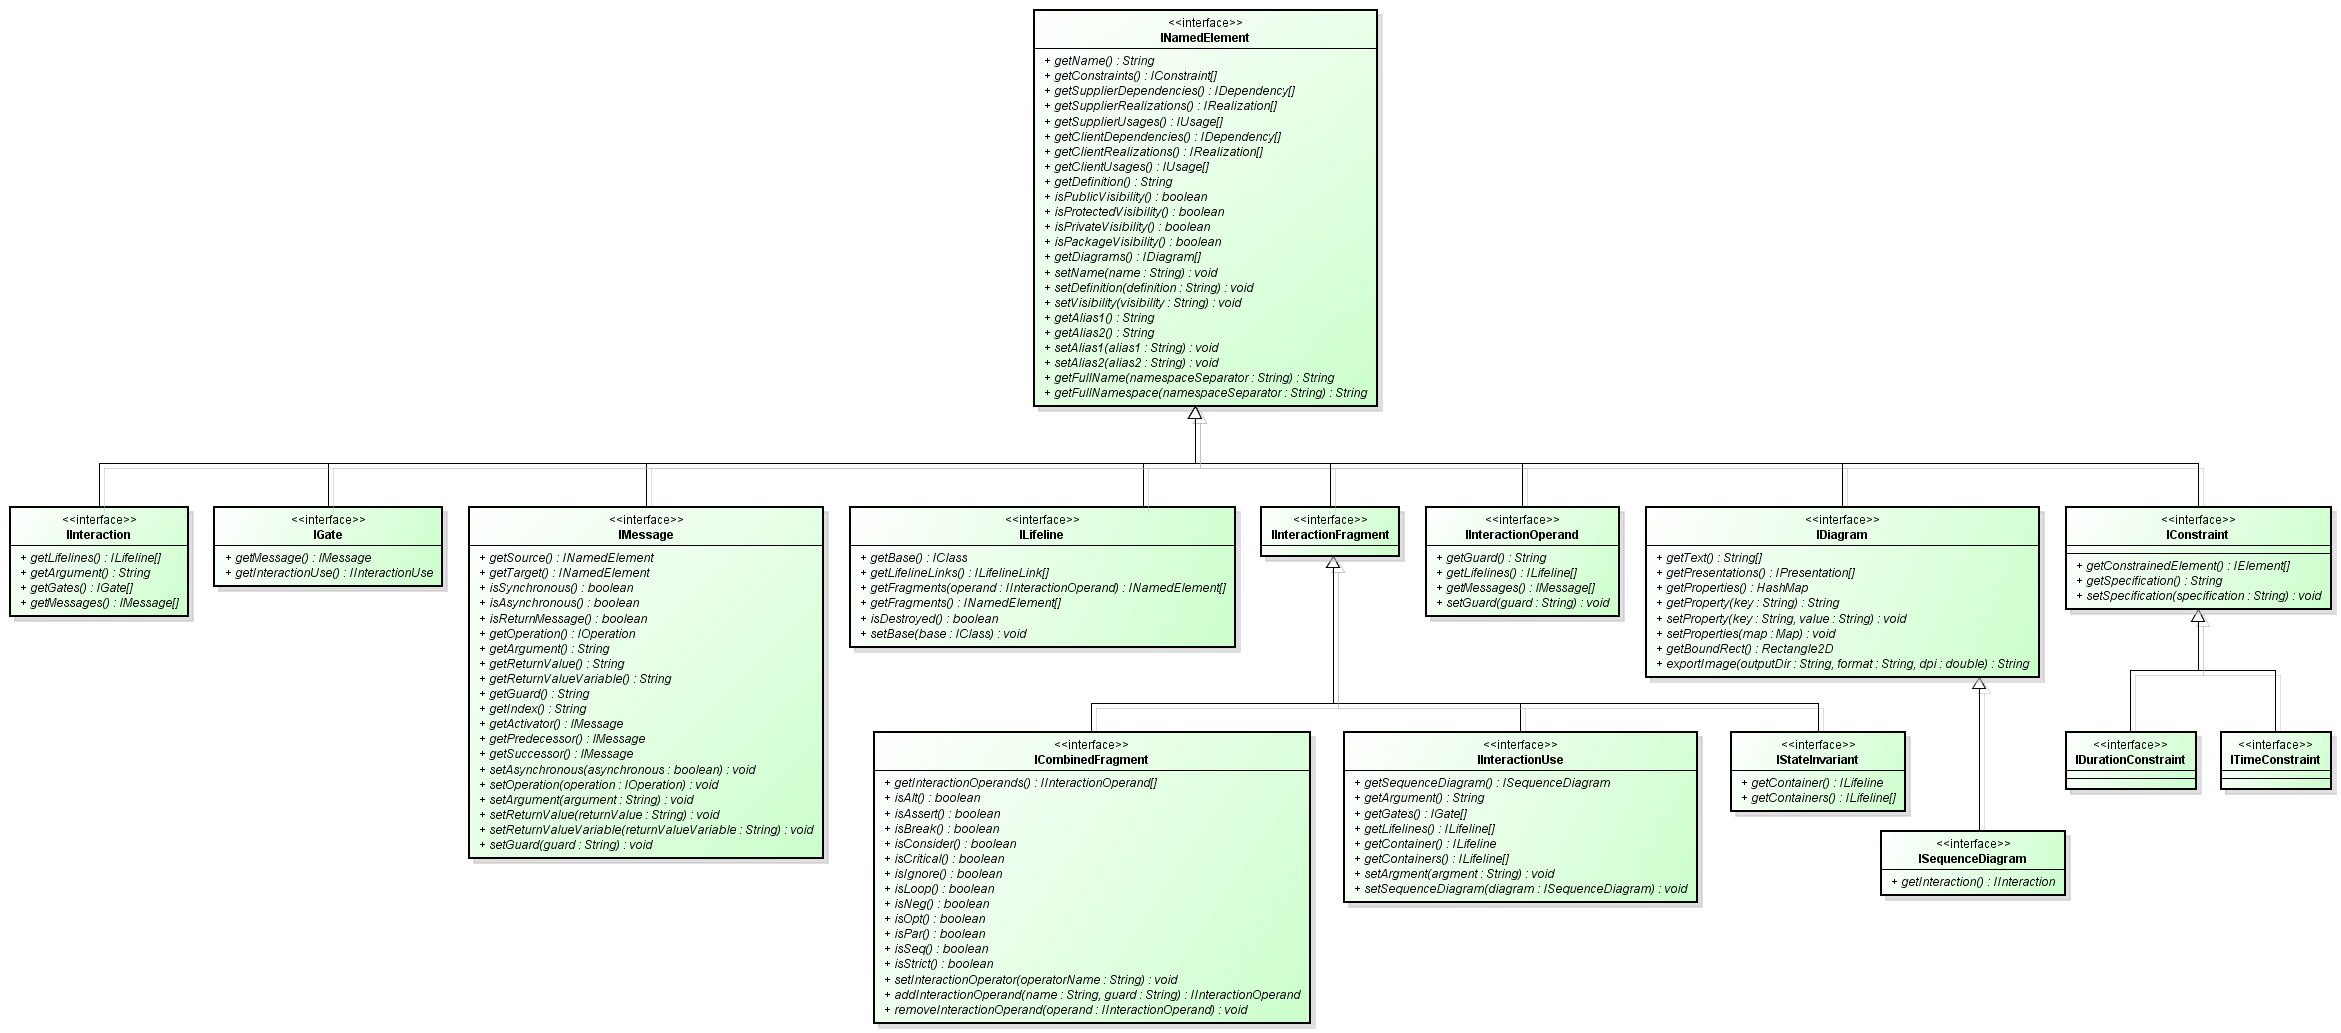 <<interface>>
INamedElement
+ getName() : String
+ getConstraints() : IConstraint[]
+ getSupplierDependencies() : IDependency[]
+ getSupplierRealizations() : IRealization[]
+ getSupplierUsages() : IUsage[]
+ getClientDependencies() : IDependency[]
+ getClientRealizations() : IRealization[]
+ getClientUsages() : IUsage[]
+ getDefinition() : String
+ isPublicVisibility() : boolean
+ isProtectedVisibility() : boolean
+ isPrivateVisibility() : boolean
+ isPackageVisibility() : boolean
+ getDiagrams() : IDiagram[]
+ setName(name : String) : void
+ setDefinition(definition : String) : void
+ setVisibility(visibility : String) : void
+ getAlias1() : String
+ getAlias2() : String
+ setAlias1(alias1 : String) : void
+ setAlias2(alias2 : String) : void
+ getFullName(namespaceSeparator : String) : String
+ getFullNamespace(namespaceSeparator : String) : String
<<interface>>
IInteraction
+ getLifelines() : ILifeline[]
+ getArgument() : String
+ getGates() : IGate[]
+ getMessages() : IMessage[]
<<interface>>
IGate
+ getMessage() : IMessage
+ getInteractionUse() : IInteractionUse
<<interface>>
IMessage
+ getSource() : INamedElement
+ getTarget() : INamedElement
+ isSynchronous() : boolean
+ isAsynchronous() : boolean
+ isReturnMessage() : boolean
+ getOperation() : IOperation
+ getArgument() : String
+ getReturnValue() : String
+ getReturnValueVariable() : String
+ getGuard() : String
+ getIndex() : String
+ getActivator() : IMessage
+ getPredecessor() : IMessage
+ getSuccessor() : IMessage
+ setAsynchronous(asynchronous : boolean) : void
+ setOperation(operation : IOperation) : void
+ setArgument(argument : String) : void
+ setReturnValue(returnValue : String) : void
+ setReturnValueVariable(returnValueVariable : String) : void
+ setGuard(guard : String) : void
<<interface>>
ILifeline
+ getBase() : IClass
+ getLifelineLinks() : ILifelineLink[]
+ getFragments(operand : IInteractionOperand) : INamedElement[]
+ getFragments() : INamedElement[]
+ isDestroyed() : boolean
+ setBase(base : IClass) : void
<<interface>>
IInteractionFragment
<<interface>>
IInteractionOperand
+ getGuard() : String
+ getLifelines() : ILifeline[]
+ getMessages() : IMessage[]
+ setGuard(guard : String) : void
<<interface>>
IDiagram
+ getText() : String[]
+ getPresentations() : IPresentation[]
+ getProperties() : HashMap
+ getProperty(key : String) : String
+ setProperty(key : String, value : String) : void
+ setProperties(map : Map) : void
+ getBoundRect() : Rectangle2D
+ exportImage(outputDir : String, format : String, dpi : double) : String
<<interface>>
IConstraint
+ getConstrainedElement() : IElement[]
+ getSpecification() : String
+ setSpecification(specification : String) : void
<<interface>>
ICombinedFragment
+ getInteractionOperands() : IInteractionOperand[]
+ isAlt() : boolean
+ isAssert() : boolean
+ isBreak() : boolean
+ isConsider() : boolean
+ isCritical() : boolean
+ isIgnore() : boolean
+ isLoop() : boolean
+ isNeg() : boolean
+ isOpt() : boolean
+ isPar() : boolean
+ isSeq() : boolean
+ isStrict() : boolean
+ setInteractionOperator(operatorName : String) : void
+ addInteractionOperand(name : String, guard : String) : IInteractionOperand
+ removeInteractionOperand(operand : IInteractionOperand) : void
<<interface>>
IInteractionUse
+ getSequenceDiagram() : ISequenceDiagram
+ getArgument() : String
+ getGates() : IGate[]
+ getLifelines() : ILifeline[]
+ getContainer() : ILifeline
+ getContainers() : ILifeline[]
+ setArgment(argment : String) : void
+ setSequenceDiagram(diagram : ISequenceDiagram) : void
<<interface>>
IStateInvariant
+ getContainer() : ILifeline
+ getContainers() : ILifeline[]
<<interface>>
IDurationConstraint
<<interface>>
ITimeConstraint
<<interface>>
ISequenceDiagram
+ getInteraction() : IInteraction